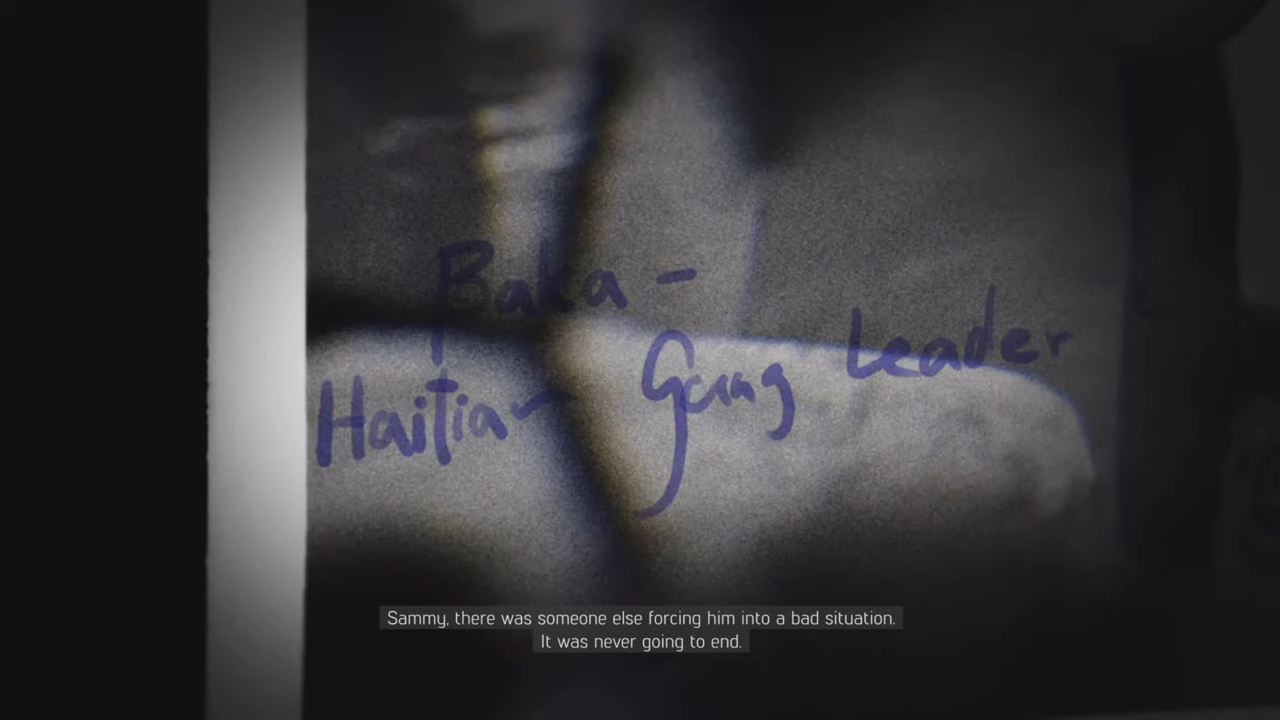 Baka -
Haitian Gang Leader
Sammy, there was someone else forcing him into a bad situation.
It was never going to end.